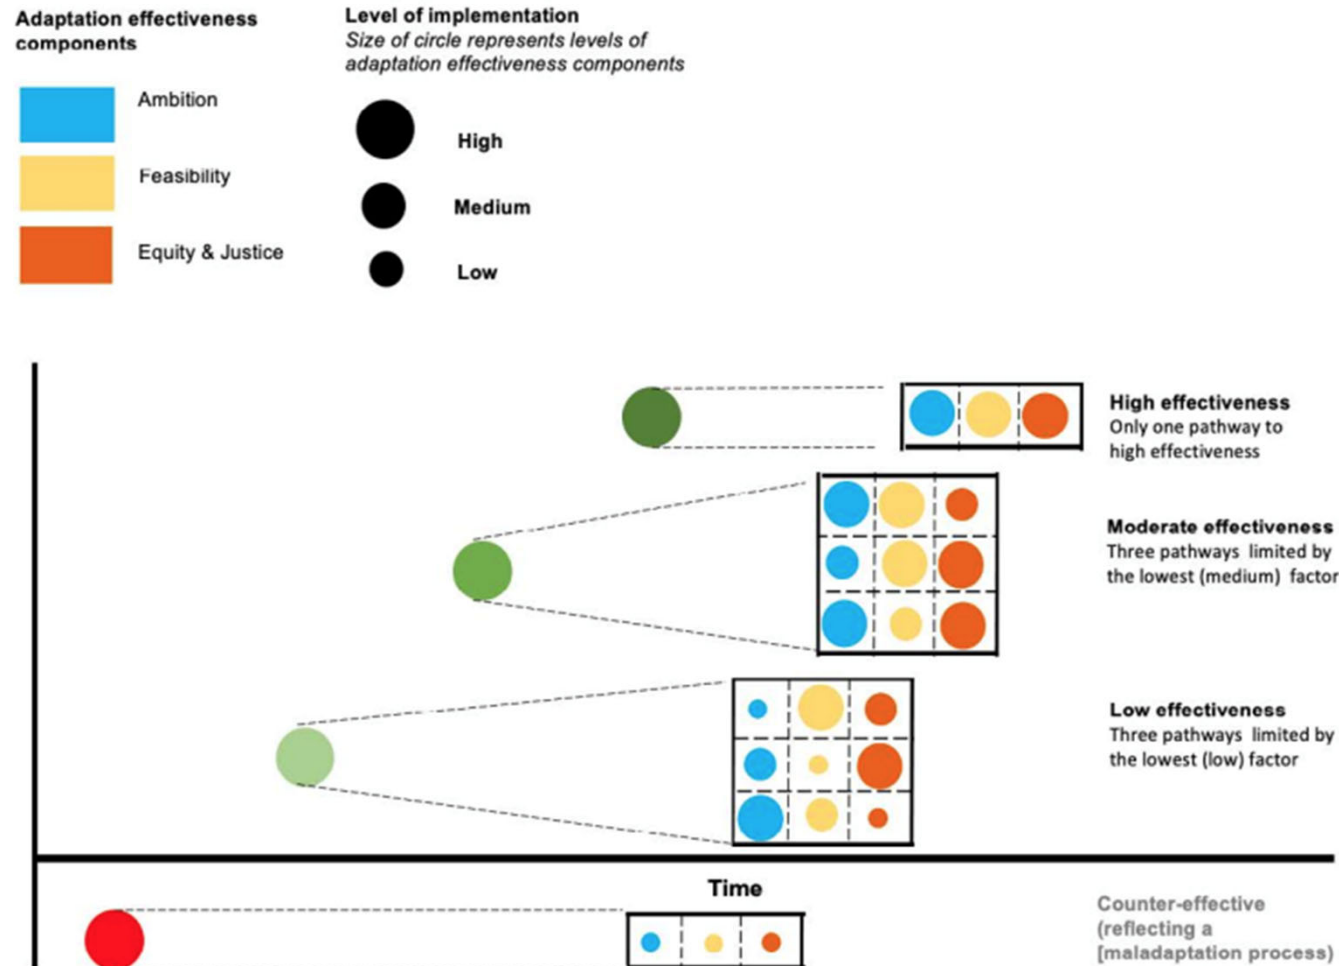 Adaptation effectiveness
components
Ambition
Feasibility
Equity & Justice
Level of implementation
Size of circle represents levels of
adaptation effectiveness components
High
Medium
Low
High effectiveness
Only one pathway to
high effectiveness
Moderate effectiveness
Three pathways limited by
the lowest (medium) factor
Low effectiveness
Three pathways limited by
the lowest (low) factor
Time
Counter-effective
(reflecting a
[maladaptation process)